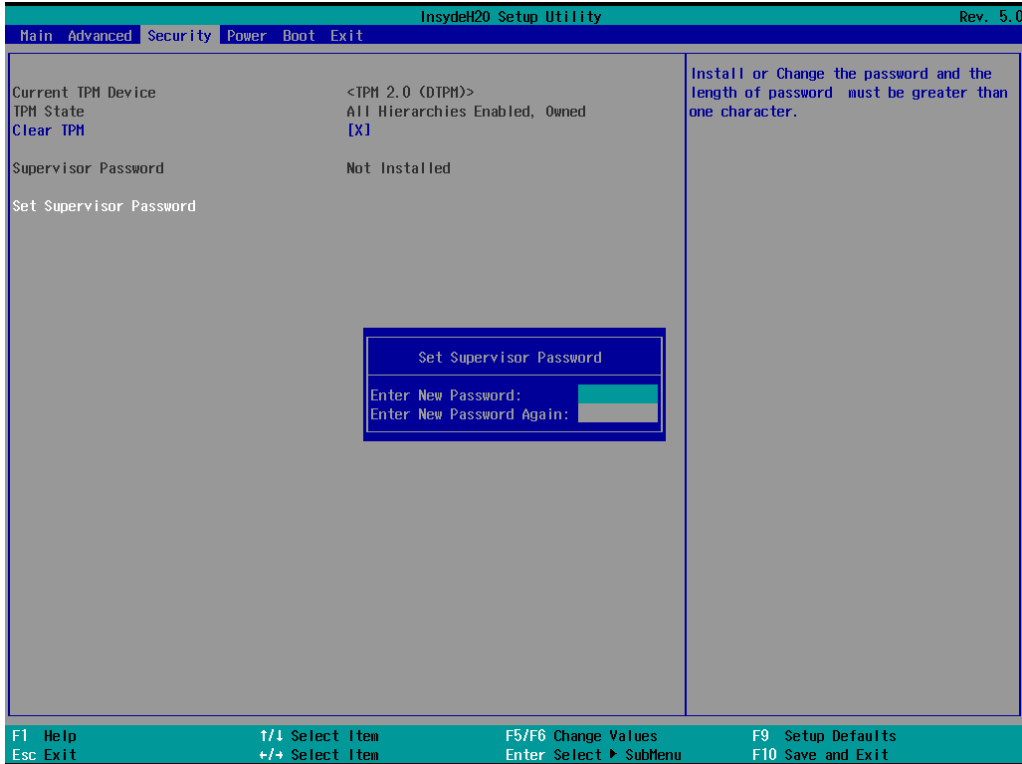 InsydeH20 Setup Utility Rev. 5.0
Main Advanced Security Power Boot Exit
Current TPM Device <TPM 2.0 (DTPM)>
TPM State All Hierarchies Enabled, Owned
Clear TPM [X]
Supervisor Password Not Installed
Set Supervisor Password
Install or Change the password and the
length of password must be greater than
one character.
Set Supervisor Password
Enter New Password:
Enter New Password Again:
F1 Help ↑/↓ Select Item F5/F6 Change Values F9 Setup Defaults
Esc Exit ←/→ Select Item Enter Select ▶ SubMenu F10 Save and Exit